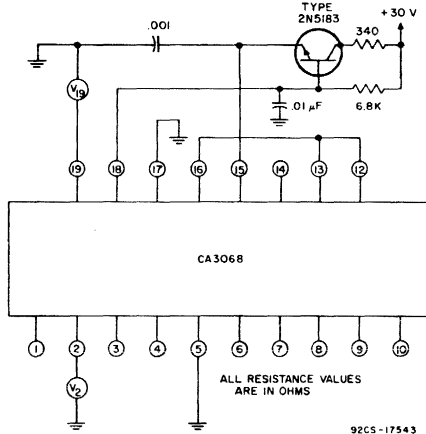 TYPE
2N5183
+30 V
.001
340
V19
.01 µF
6.8K
19 18 17 16 15 14 13 12
CA3068
1 2 3 4 5 6 7 8 9 10
V2
ALL RESISTANCE VALUES
ARE IN OHMS
92CS-17543